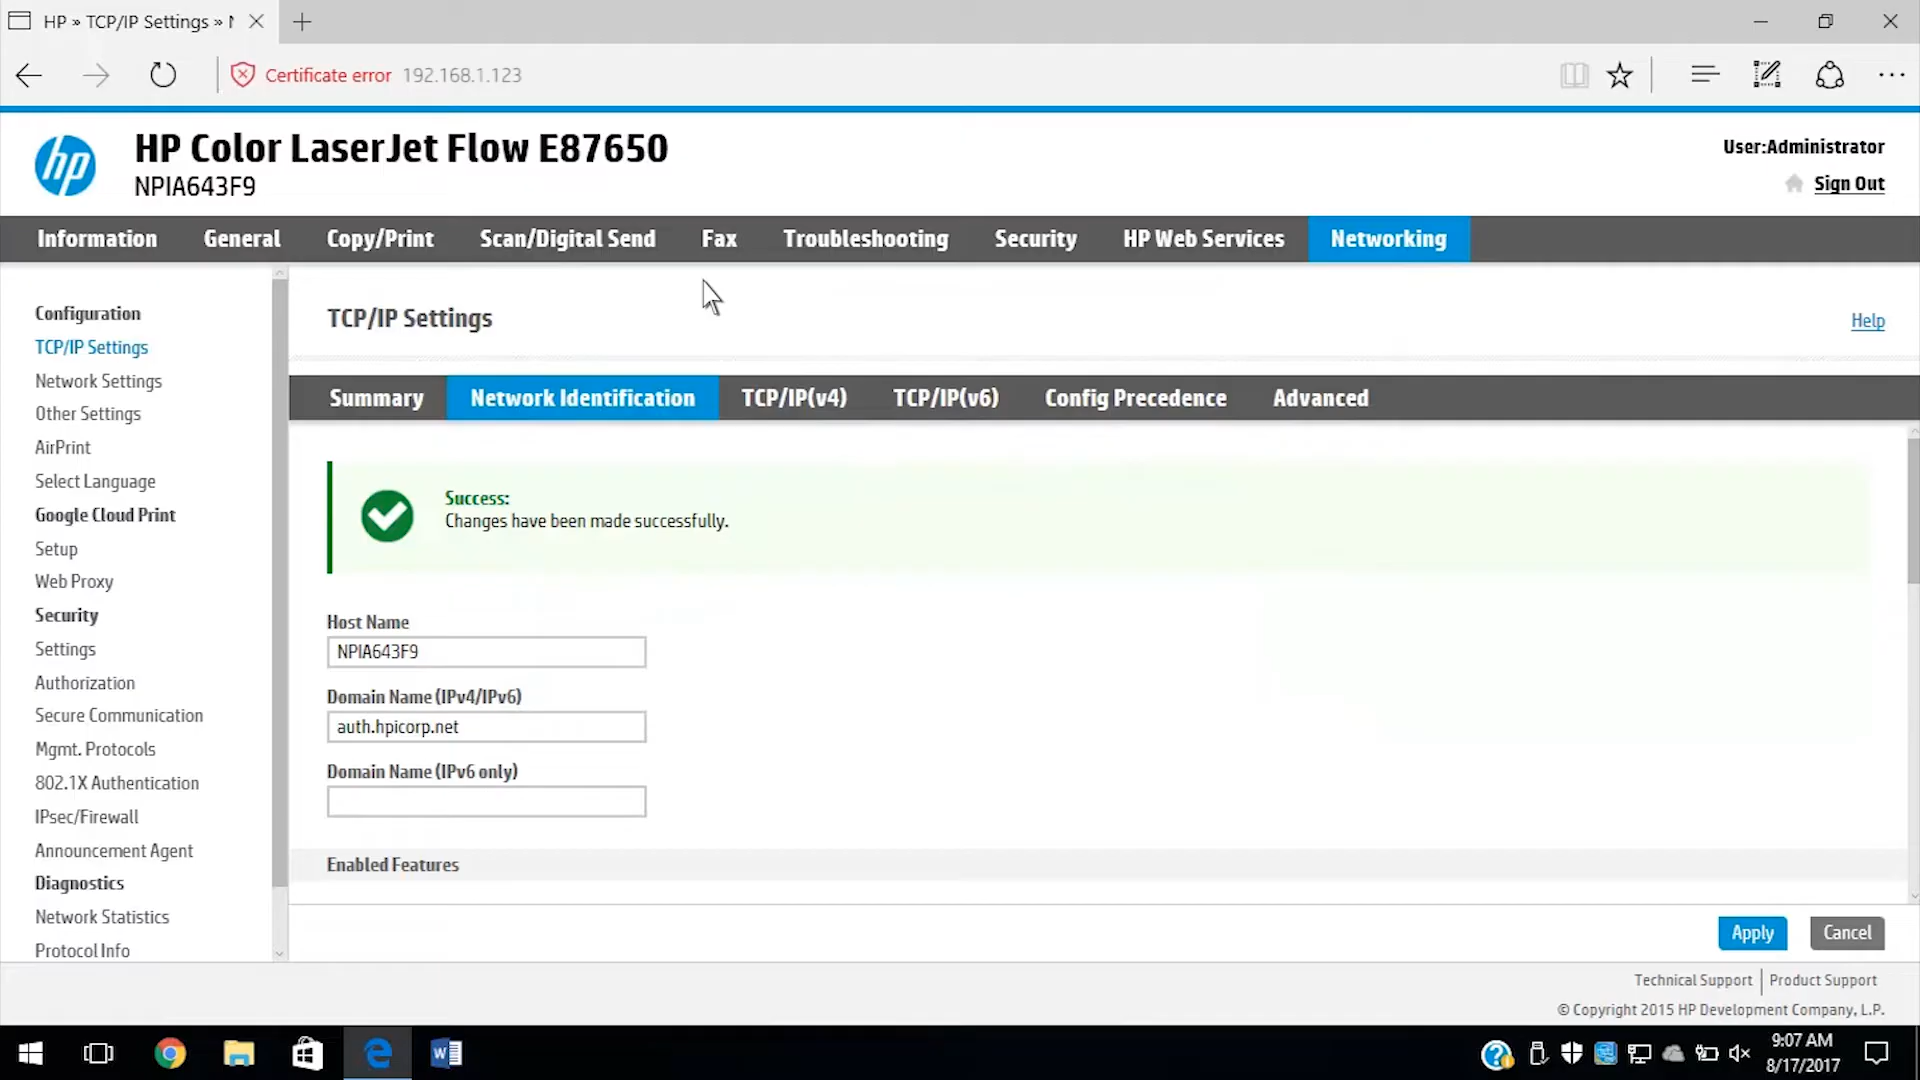 HP » TCP/IP Settings » N
Certificate error 192.168.1.123
hp
HP Color LaserJet Flow E87650
NPIA643F9
User:Administrator
Sign Out
Information General Copy/Print Scan/Digital Send Fax Troubleshooting Security HP Web Services Networking
Configuration
TCP/IP Settings
Network Settings
Other Settings
AirPrint
Select Language
Google Cloud Print
Setup
Web Proxy
Security
Settings
Authorization
Secure Communication
Mgmt. Protocols
802.1X Authentication
IPsec/Firewall
Announcement Agent
Diagnostics
Network Statistics
Protocol Info
TCP/IP Settings
Help
Summary Network Identification TCP/IP(v4) TCP/IP(v6) Config Precedence Advanced
Success:
Changes have been made successfully.
Host Name
NPIA643F9
Domain Name (IPv4/IPv6)
auth.hpicorp.net
Domain Name (IPv6 only)
Enabled Features
Apply Cancel
Technical Support Product Support
© Copyright 2015 HP Development Company, L.P.
9:07 AM
8/17/2017